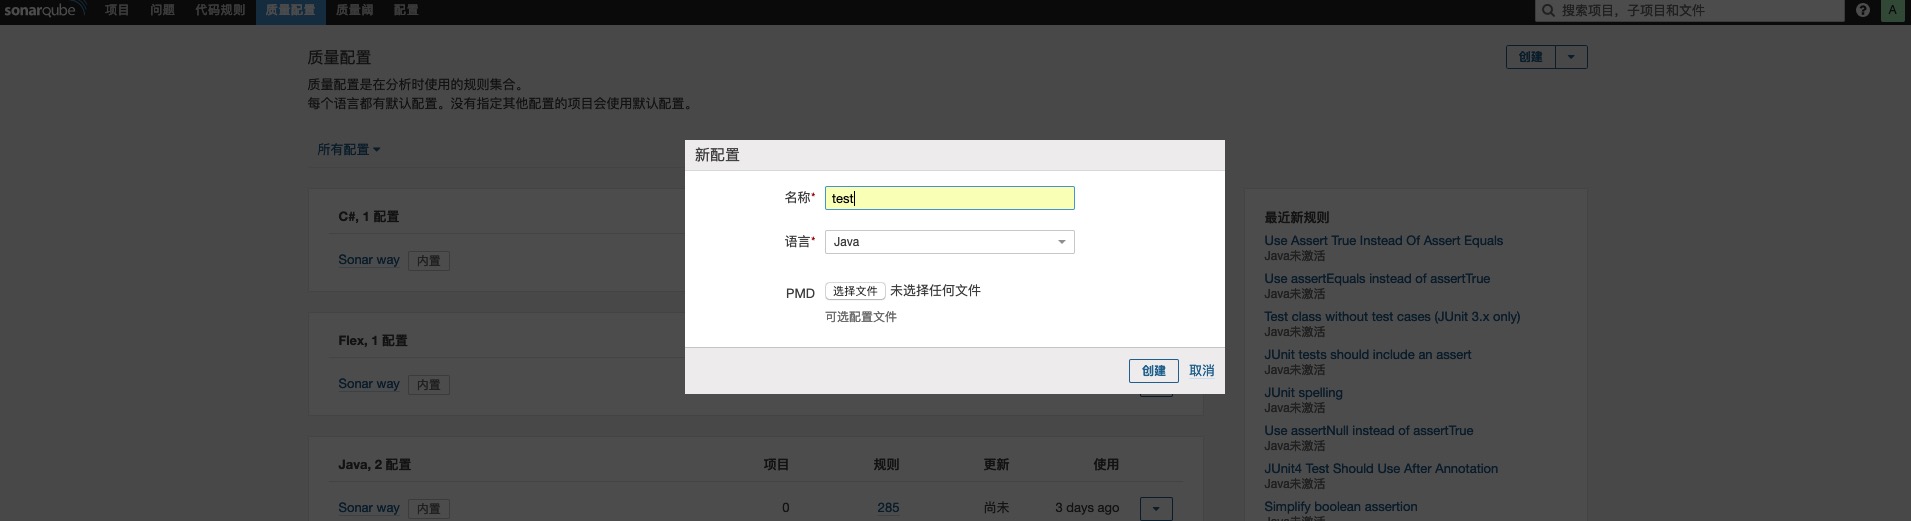 sonarqube 项目 问题 代码规则 质量配置 质量阈 配置 搜索项目，子项目和文件 ? A
质量配置 创建
质量配置是在分析时使用的规则集合。
每个语言都有默认配置。没有指定其他配置的项目会使用默认配置。
所有配置
新配置
名称* test
语言* Java
PMD 选择文件 未选择任何文件
可选配置文件
创建 取消
C#, 1 配置
Sonar way 内置
Flex, 1 配置
Sonar way 内置
Java, 2 配置 项目 规则 更新 使用
Sonar way 内置 0 285 尚未 3 days ago
最近新规则
Use Assert True Instead Of Assert Equals
Java未激活
Use assertEquals instead of assertTrue
Java未激活
Test class without test cases (JUnit 3.x only)
Java未激活
JUnit tests should include an assert
Java未激活
JUnit spelling
Java未激活
Use assertNull instead of assertTrue
Java未激活
JUnit4 Test Should Use After Annotation
Java未激活
Simplify boolean assertion